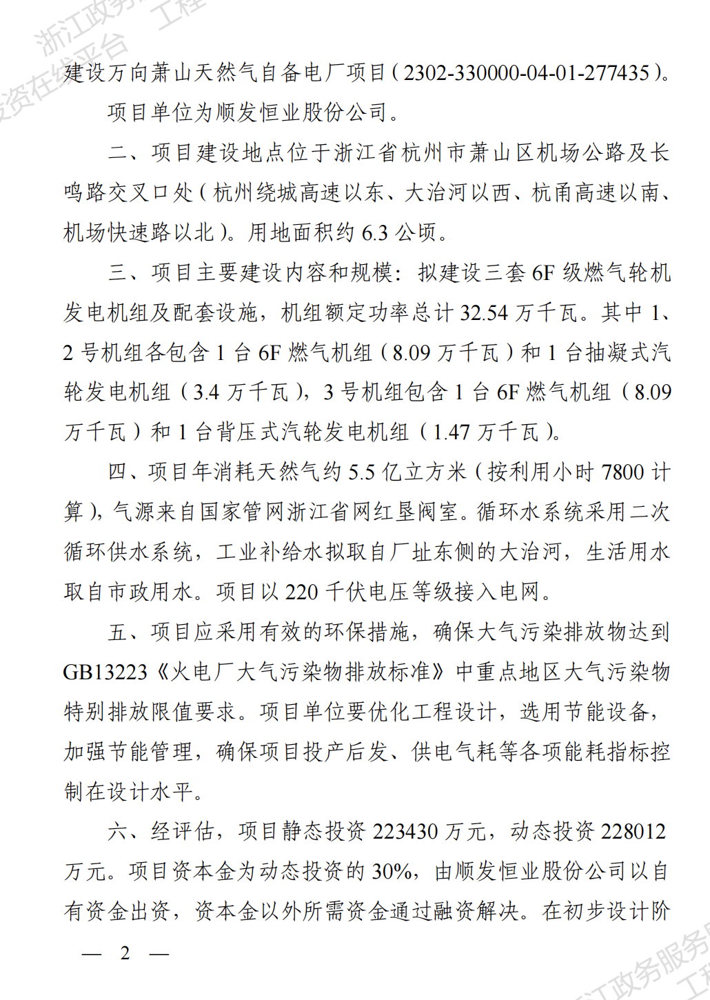 浙江政务服
工程
投资在线平台
建设万向萧山天然气自备电厂项目（2302-330000-04-01-277435）。
项目单位为顺发恒业股份公司。
二、项目建设地点位于浙江省杭州市萧山区机场公路及长
鸣路交叉口处（杭州绕城高速以东、大治河以西、杭甬高速以南、
机场快速路以北）。用地面积约 6.3 公顷。
三、项目主要建设内容和规模：拟建设三套 6F 级燃气轮机
发电机组及配套设施，机组额定功率总计 32.54 万千瓦。其中 1、
2 号机组各包含 1 台 6F 燃气机组（8.09 万千瓦）和 1 台抽凝式汽
轮发电机组（3.4 万千瓦），3 号机组包含 1 台 6F 燃气机组（8.09
万千瓦）和 1 台背压式汽轮发电机组（1.47 万千瓦）。
四、项目年消耗天然气约 5.5 亿立方米（按利用小时 7800 计
算），气源来自国家管网浙江省网红垦阀室。循环水系统采用二次
循环供水系统，工业补给水拟取自厂址东侧的大治河，生活用水
取自市政用水。项目以 220 千伏电压等级接入电网。
五、项目应采用有效的环保措施，确保大气污染排放物达到
GB13223《火电厂大气污染物排放标准》中重点地区大气污染物
特别排放限值要求。项目单位要优化工程设计，选用节能设备，
加强节能管理，确保项目投产后发、供电气耗等各项能耗指标控
制在设计水平。
六、经评估，项目静态投资 223430 万元，动态投资 228012
万元。项目资本金为动态投资的 30%，由顺发恒业股份公司以自
有资金出资，资本金以外所需资金通过融资解决。在初步设计阶
— 2 —
浙江政务服务服
工程